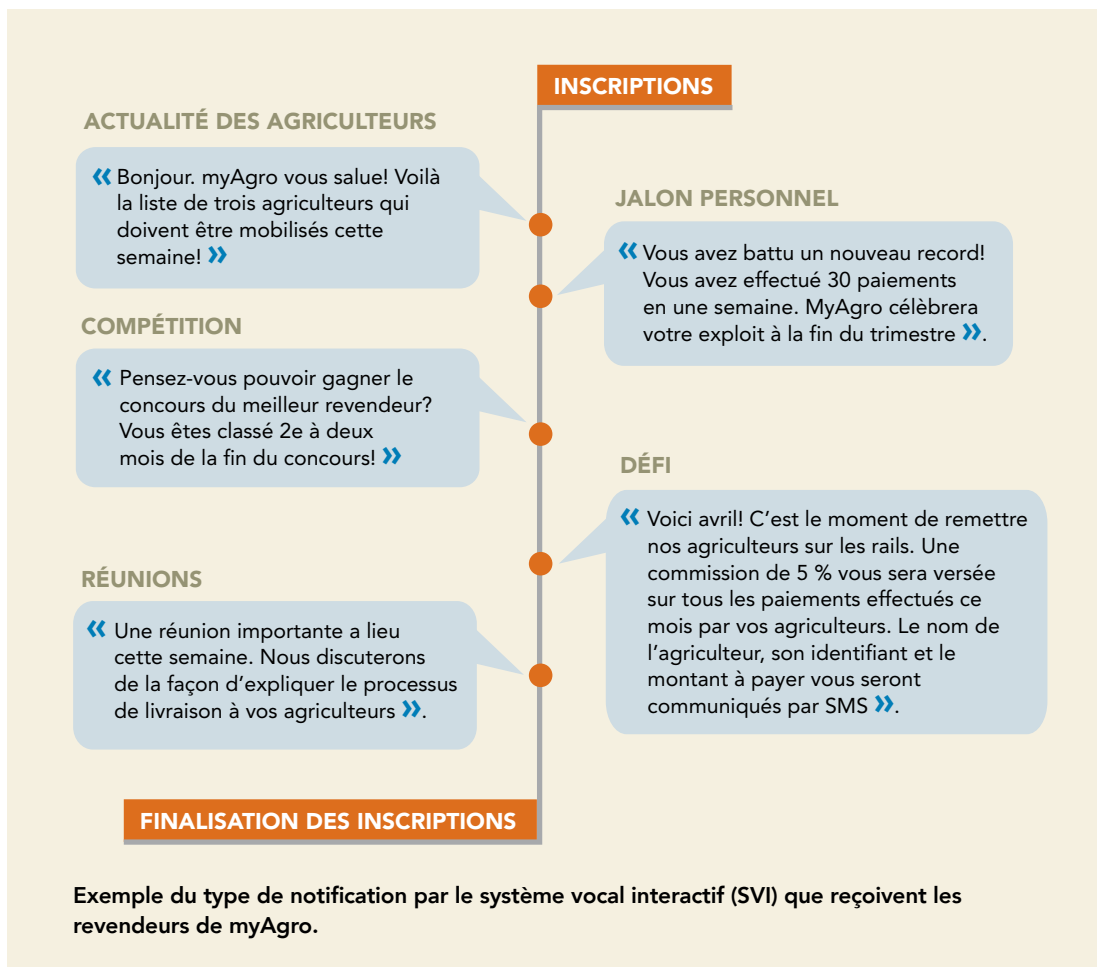 INSCRIPTIONS
ACTUALITÉ DES AGRICULTEURS
« Bonjour. myAgro vous salue! Voilà
la liste de trois agriculteurs qui
doivent être mobilisés cette
semaine! »
JALON PERSONNEL
« Vous avez battu un nouveau record!
Vous avez effectué 30 paiements
en une semaine. MyAgro célèbrera
votre exploit à la fin du trimestre ».
COMPÉTITION
« Pensez-vous pouvoir gagner le
concours du meilleur revendeur?
Vous êtes classé 2e à deux
mois de la fin du concours! »
DÉFI
« Voici avril! C’est le moment de remettre
nos agriculteurs sur les rails. Une
commission de 5 % vous sera versée
sur tous les paiements effectués ce
mois par vos agriculteurs. Le nom de
l’agriculteur, son identifiant et le
montant à payer vous seront
communiqués par SMS ».
RÉUNIONS
« Une réunion importante a lieu
cette semaine. Nous discuterons
de la façon d’expliquer le processus
de livraison à vos agriculteurs ».
FINALISATION DES INSCRIPTIONS
Exemple du type de notification par le système vocal interactif (SVI) que reçoivent les
revendeurs de myAgro.